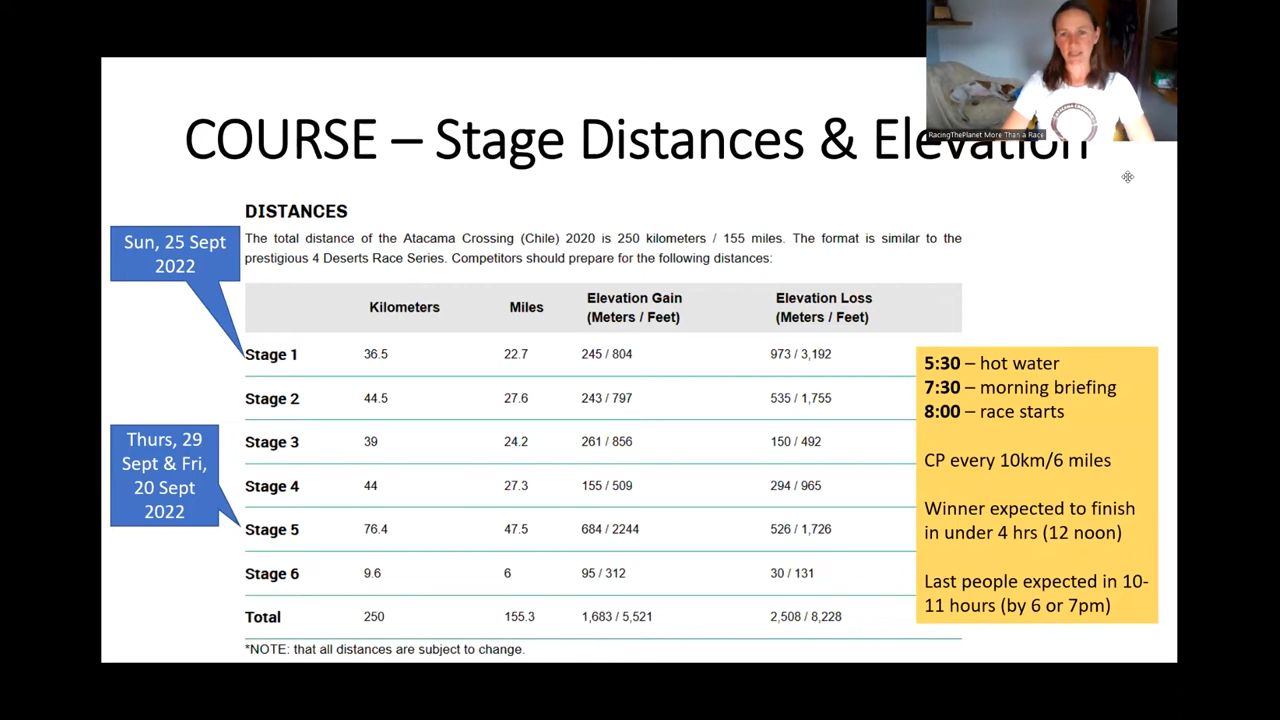 RacingThePlanet More Than a Race
COURSE – Stage Distances & Elevation
DISTANCES
Sun, 25 Sept
2022
The total distance of the Atacama Crossing (Chile) 2020 is 250 kilometers / 155 miles. The format is similar to the
prestigious 4 Deserts Race Series. Competitors should prepare for the following distances:
Kilometers Miles Elevation Gain (Meters / Feet) Elevation Loss (Meters / Feet)
Stage 1 36.5 22.7 245 / 804 973 / 3,192
Stage 2 44.5 27.6 243 / 797 535 / 1,755
Stage 3 39 24.2 261 / 856 150 / 492
Stage 4 44 27.3 155 / 509 294 / 965
Thurs, 29
Sept & Fri,
20 Sept
2022
Stage 5 76.4 47.5 684 / 2244 526 / 1,726
Stage 6 9.6 6 95 / 312 30 / 131
Total 250 155.3 1,683 / 5,521 2,508 / 8,228
*NOTE: that all distances are subject to change.
5:30 – hot water
7:30 – morning briefing
8:00 – race starts
CP every 10km/6 miles
Winner expected to finish
in under 4 hrs (12 noon)
Last people expected in 10-
11 hours (by 6 or 7pm)